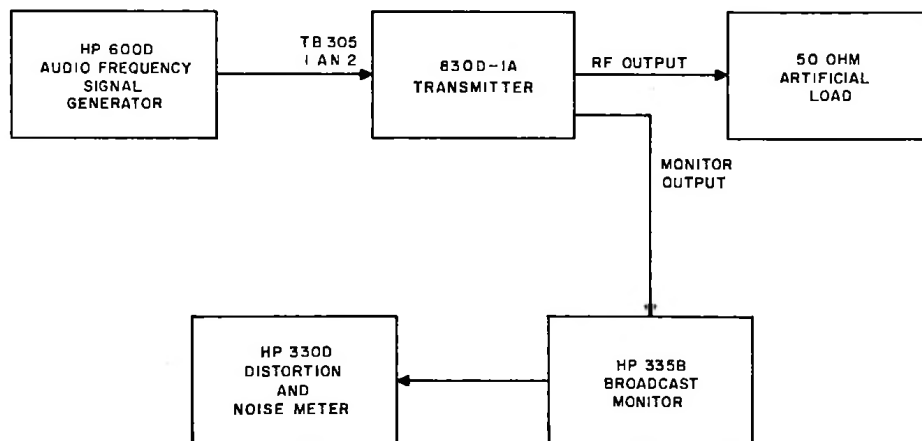 HP 600D
AUDIO FREQUENCY
SIGNAL
GENERATOR
TB 305
1 AN 2
830D-1A
TRANSMITTER
RF OUTPUT
50 OHM
ARTIFICIAL
LOAD
MONITOR
OUTPUT
HP 330D
DISTORTION
AND
NOISE METER
HP 335B
BROADCAST
MONITOR